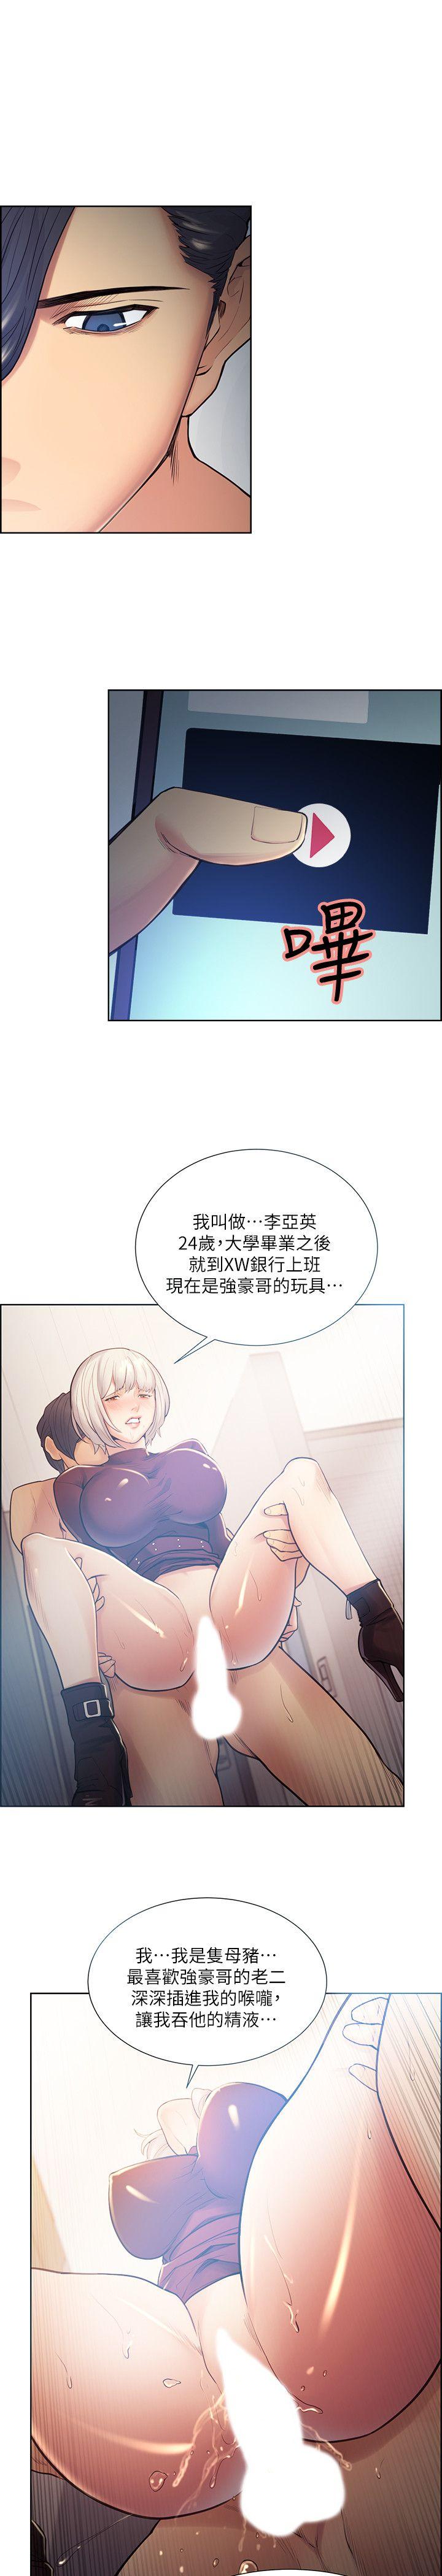 嗶
我叫做…李亞英
24歲,大學畢業之後
就到XW銀行上班
現在是強豪哥的玩具…
我…我是隻母豬…
最喜歡強豪哥的老二
深深插進我的喉嚨,
讓我吞他的精液…